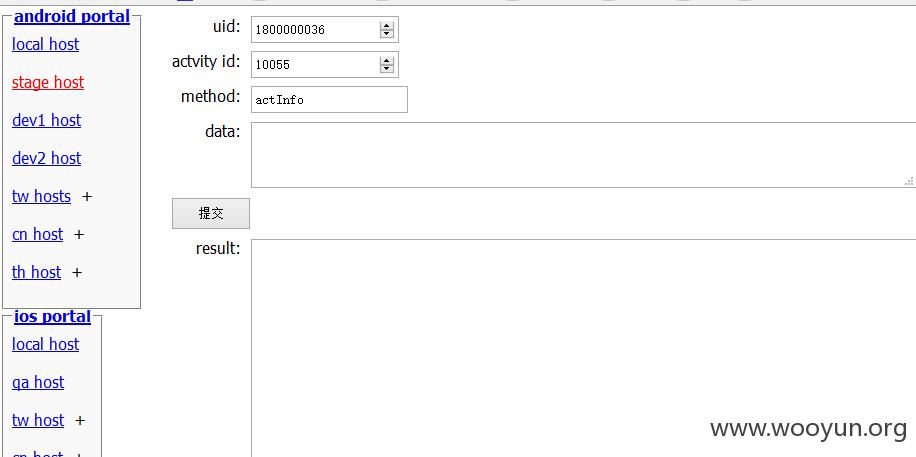 android portal
local host
stage host
dev1 host
dev2 host
tw hosts +
cn host +
th host +
ios portal
local host
qa host
tw host +
cn host +
uid: 1800000036
actvity id: 10055
method: actInfo
data:
提交
result:
www.wooyun.org